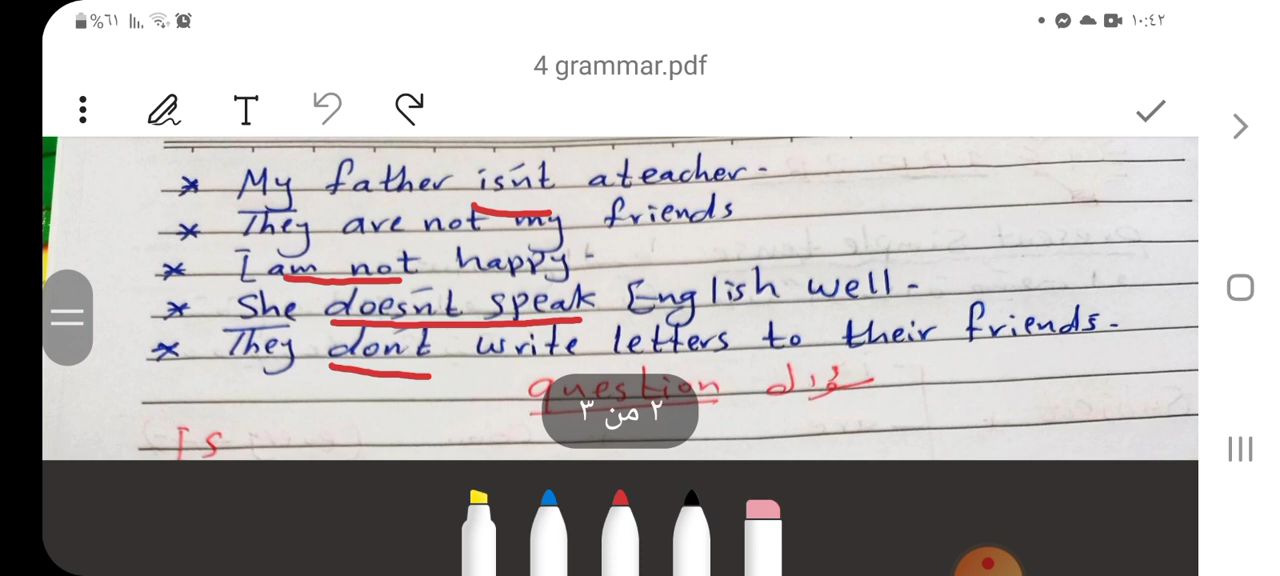 %٦١
١٠:٤٢
4 grammar.pdf
T
* My father isn't a teacher.
* They are not my friends
* I am not happy.
* She doesn't speak English well.
* They don't write letters to their friends.
question سؤال
٢ من ٣
Is